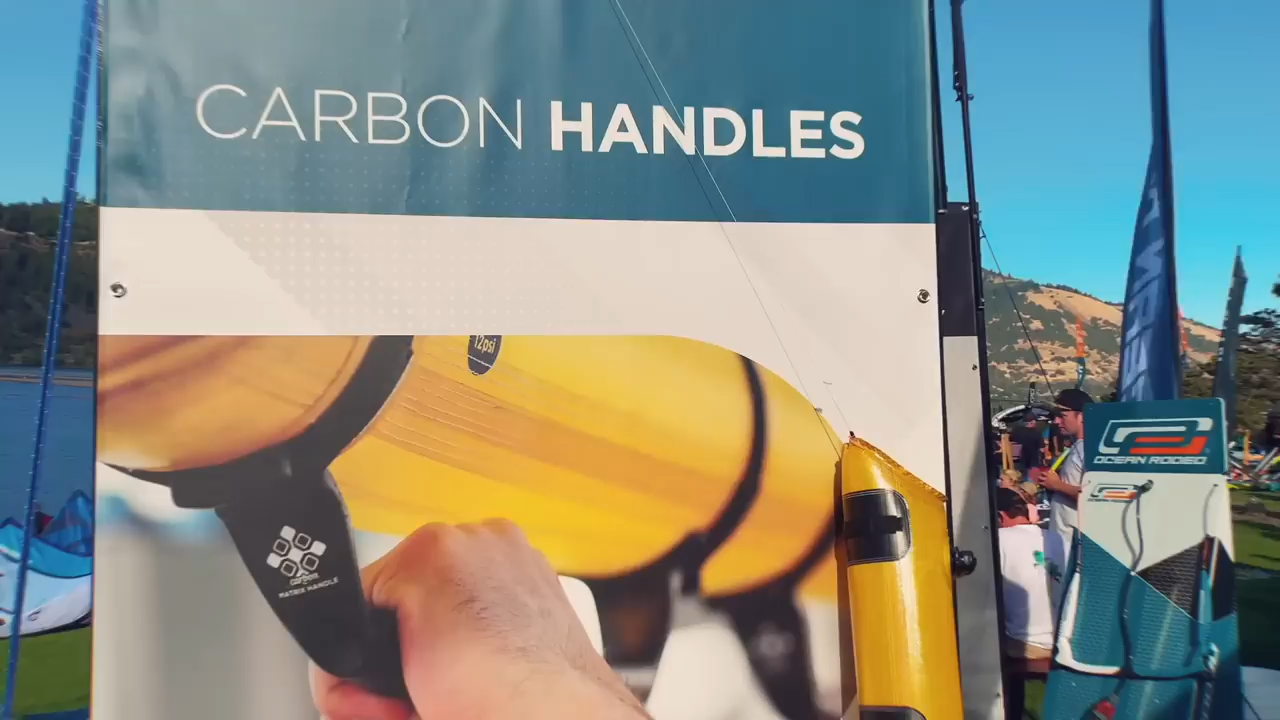 CARBON HANDLES
12psi
carbon
MATRIX HANDLE
OCEAN RODEO